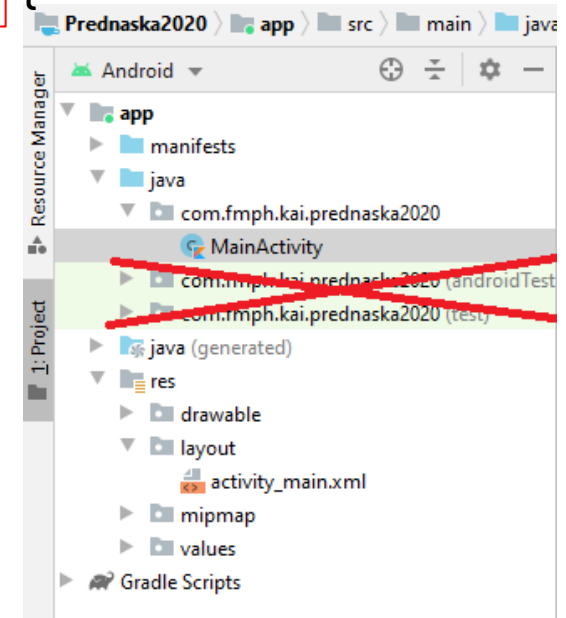 Prednaska2020 app src main java
Android
app
manifests
java
com.fmph.kai.prednaska2020
MainActivity
com.fmph.kai.prednaska2020 (androidTest
com.fmph.kai.prednaska2020 (test)
java (generated)
res
drawable
layout
activity_main.xml
mipmap
values
Gradle Scripts
Resource Manager
1: Project